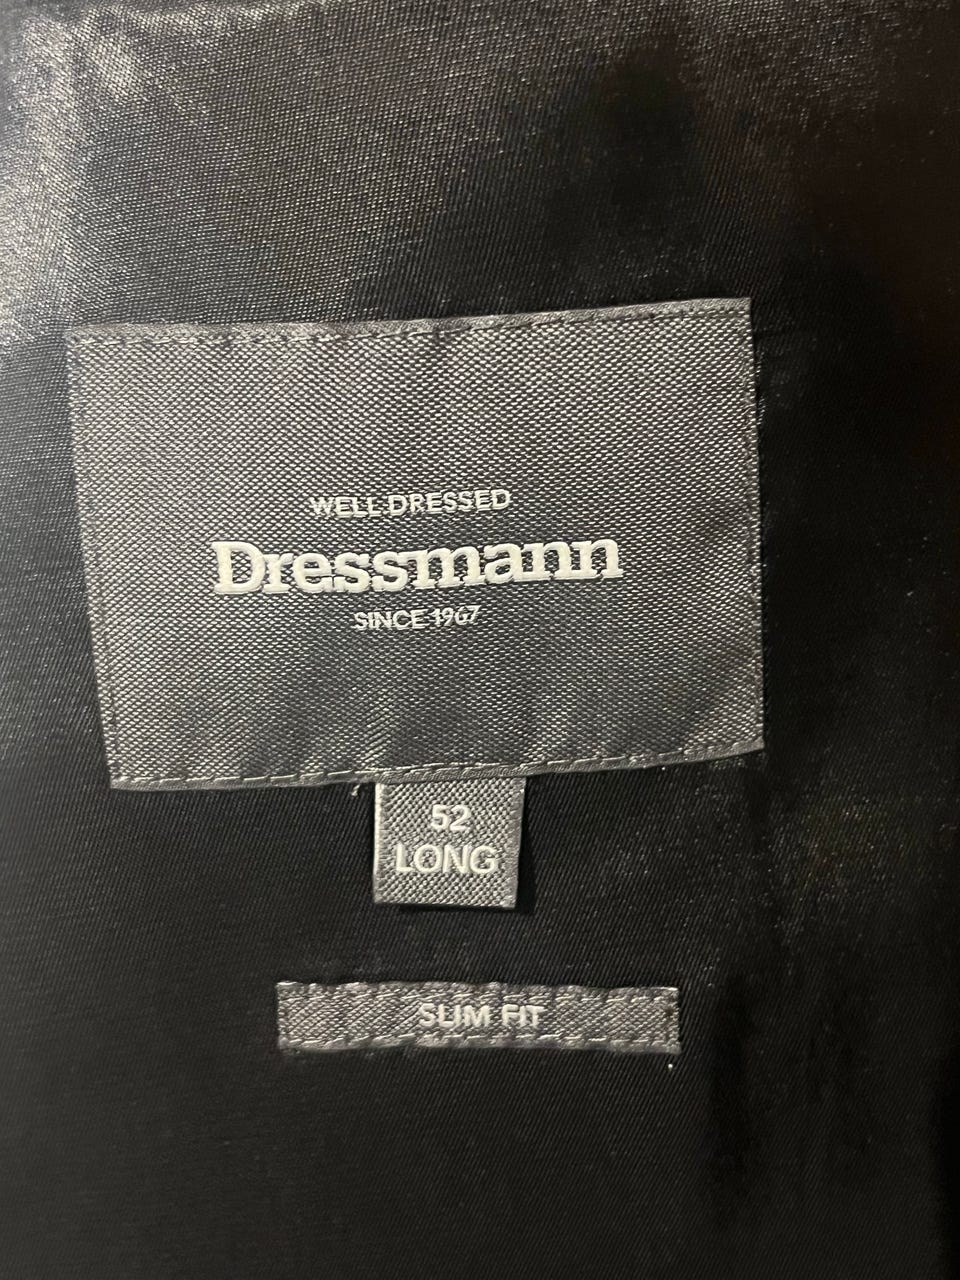 WELL DRESSED
Dressmann
SINCE 1967
52
LONG
SLIM FIT